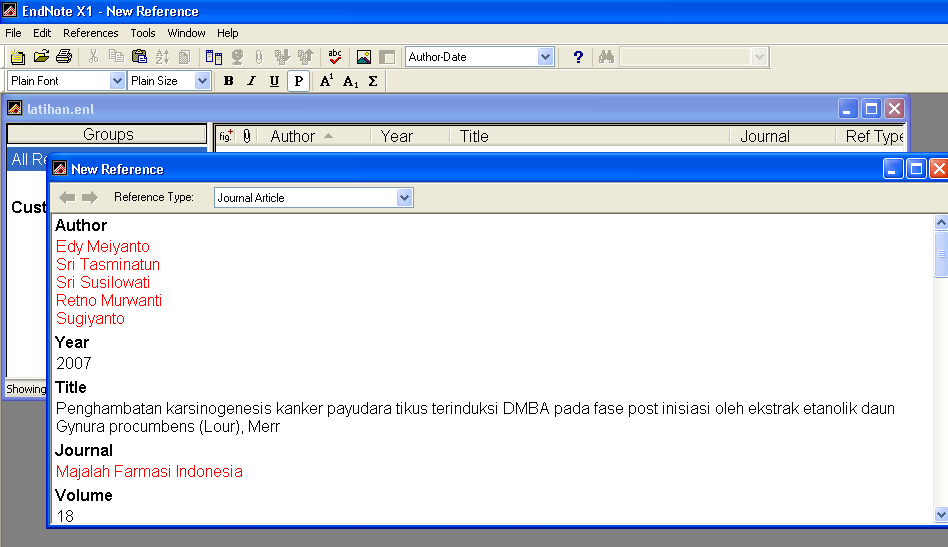 EndNote X1 - New Reference
File Edit References Tools Window Help
abc Author-Date ?
Plain Font Plain Size B I U P A1 A1 Σ
latihan.enl
Groups
fig Author Year Title Journal Ref Type
All Re
Cust
Showing
New Reference
Reference Type: Journal Article
Author
Edy Meiyanto
Sri Tasminatun
Sri Susilowati
Retno Murwanti
Sugiyanto
Year
2007
Title
Penghambatan karsinogenesis kanker payudara tikus terinduksi DMBA pada fase post inisiasi oleh ekstrak etanolik daun
Gynura procumbens (Lour), Merr
Journal
Majalah Farmasi Indonesia
Volume
18